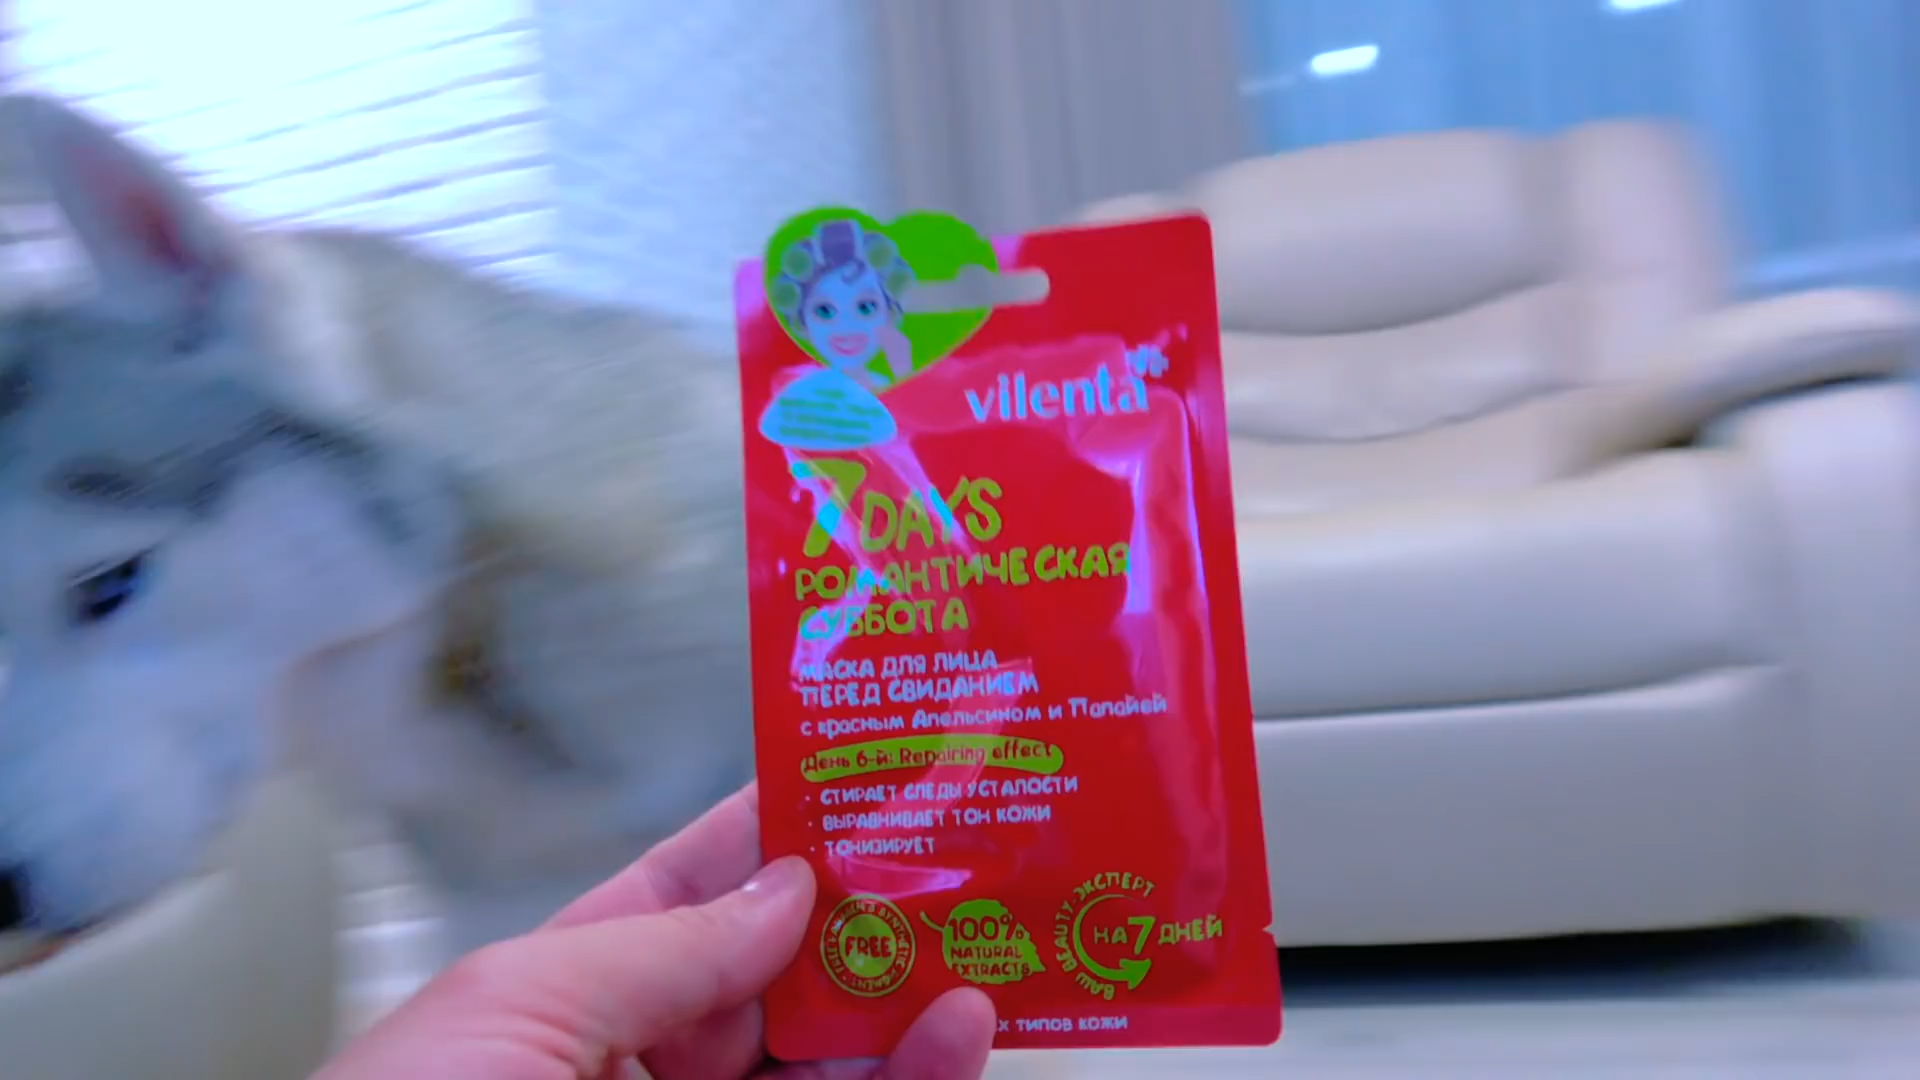 vilenta
7 DAYS
РОМАНТИЧЕСКАЯ
СУББОТА
МАСКА ДЛЯ ЛИЦА
ПЕРЕД СВИДАНИЕМ
с красным Апельсином и Папайей
День 6-й: Repairing effect
· СТИРАЕТ СЛЕДЫ УСТАЛОСТИ
· ВЫРАВНИВАЕТ ТОН КОЖИ
· ТОНИЗИРУЕТ
FREE
100%
NATURAL
EXTRACTS
ВАШ BEAUTY-ЭКСПЕРТ
НА 7 ДНЕЙ
типов кожи